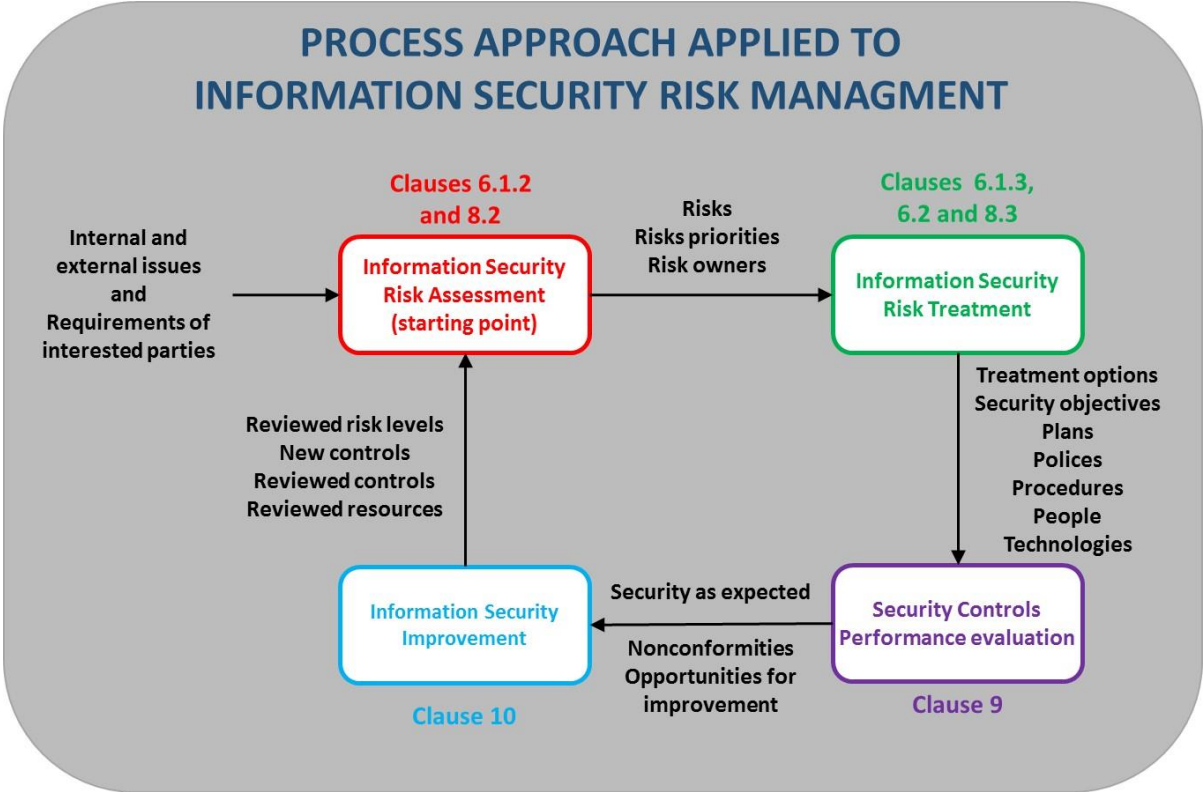 PROCESS APPROACH APPLIED TO
INFORMATION SECURITY RISK MANAGMENT
Clauses 6.1.2
and 8.2
Clauses 6.1.3,
6.2 and 8.3
Internal and
external issues
and
Requirements of
interested parties
Information Security
Risk Assessment
(starting point)
Risks
Risks priorities
Risk owners
Information Security
Risk Treatment
Treatment options
Security objectives
Plans
Polices
Procedures
People
Technologies
Reviewed risk levels
New controls
Reviewed controls
Reviewed resources
Information Security
Improvement
Security as expected
Nonconformities
Opportunities for
improvement
Security Controls
Performance evaluation
Clause 10
Clause 9